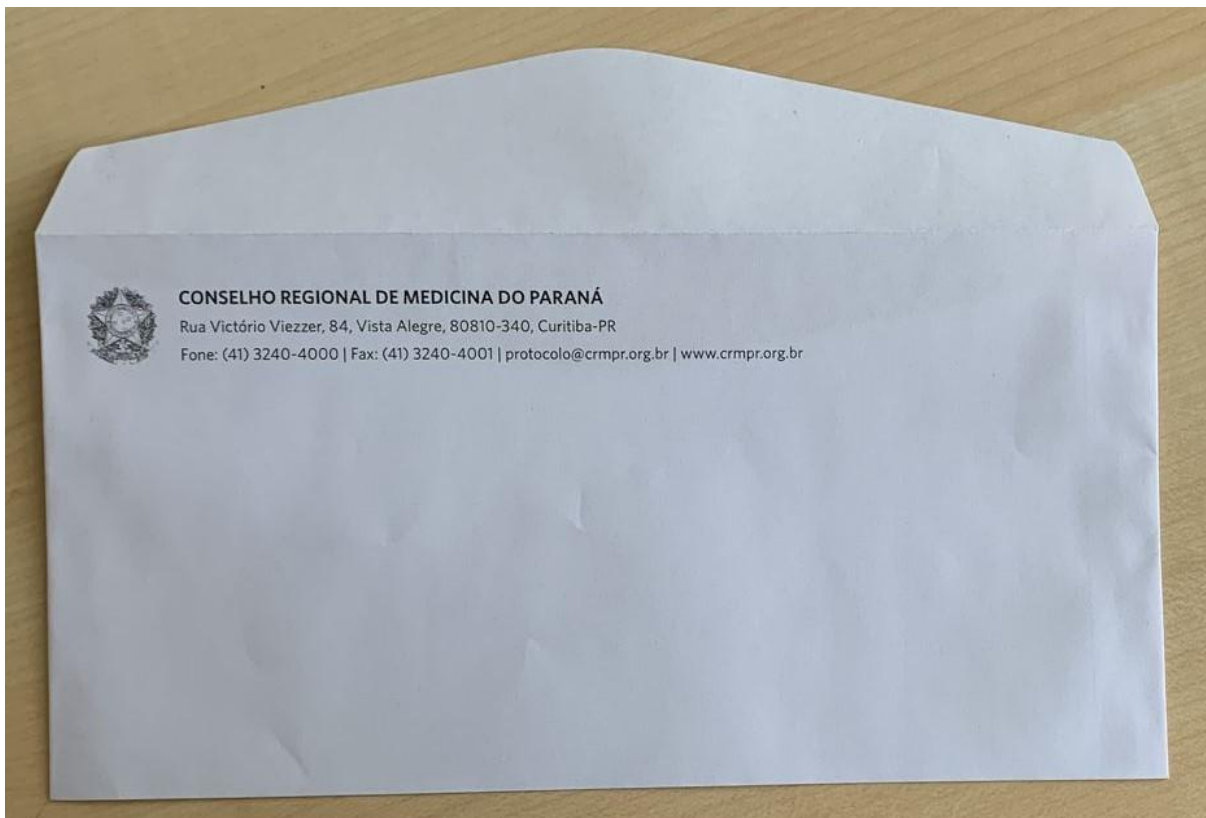 CONSELHO REGIONAL DE MEDICINA DO PARANÁ
Rua Victório Viezzer, 84, Vista Alegre, 80810-340, Curitiba-PR
Fone: (41) 3240-4000 | Fax: (41) 3240-4001 | protocolo@crmpr.org.br | www.crmpr.org.br